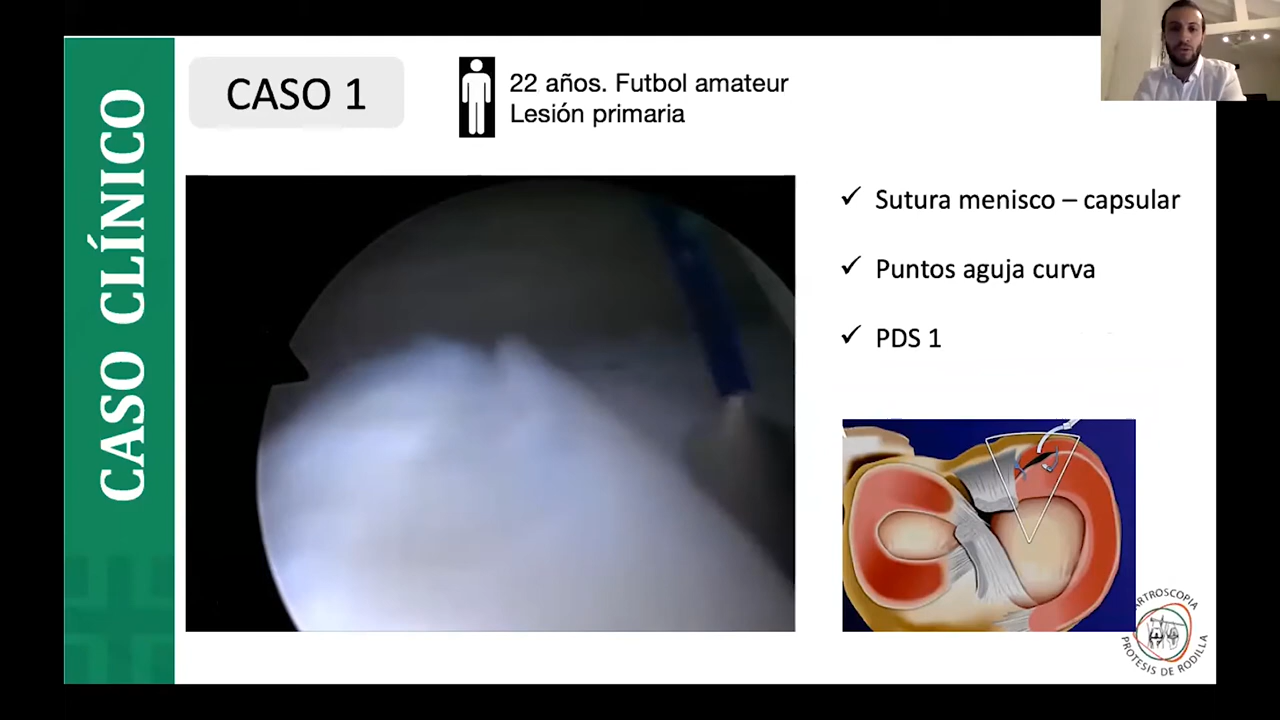 CASO CLÍNICO
CASO 1
22 años. Futbol amateur
Lesión primaria
✓ Sutura menisco – capsular
✓ Puntos aguja curva
✓ PDS 1
ARTROSCOPIA
PROTESIS DE RODILLA